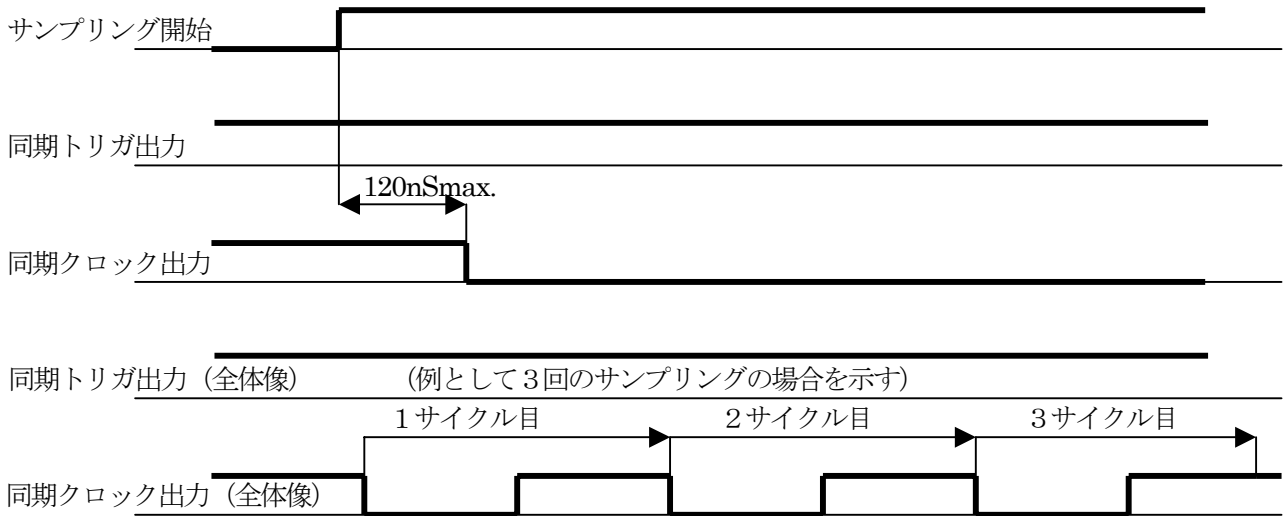 サンプリング開始
同期トリガ出力
120nSmax.
同期クロック出力
同期トリガ出力（全体像）　（例として３回のサンプリングの場合を示す）
１サイクル目　２サイクル目　３サイクル目
同期クロック出力（全体像）